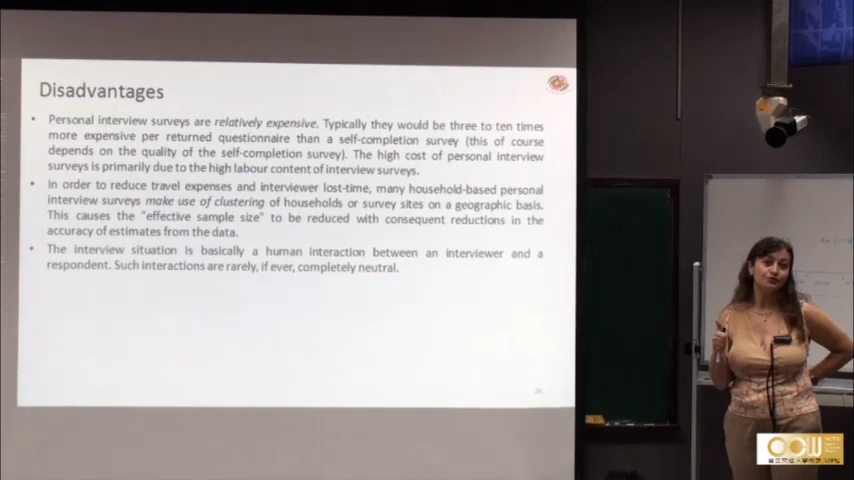 Disadvantages
• Personal interview surveys are relatively expensive. Typically they would be three to ten times
more expensive per returned questionnaire than a self-completion survey (this of course
depends on the quality of the self-completion survey). The high cost of personal interview
surveys is primarily due to the high labour content of interview surveys.
• In order to reduce travel expenses and interviewer lost-time, many household-based personal
interview surveys make use of clustering of households or survey sites on a geographic basis.
This causes the "effective sample size" to be reduced with consequent reductions in the
accuracy of estimates from the data.
• The interview situation is basically a human interaction between an interviewer and a
respondent. Such interactions are rarely, if ever, completely neutral.
OCW